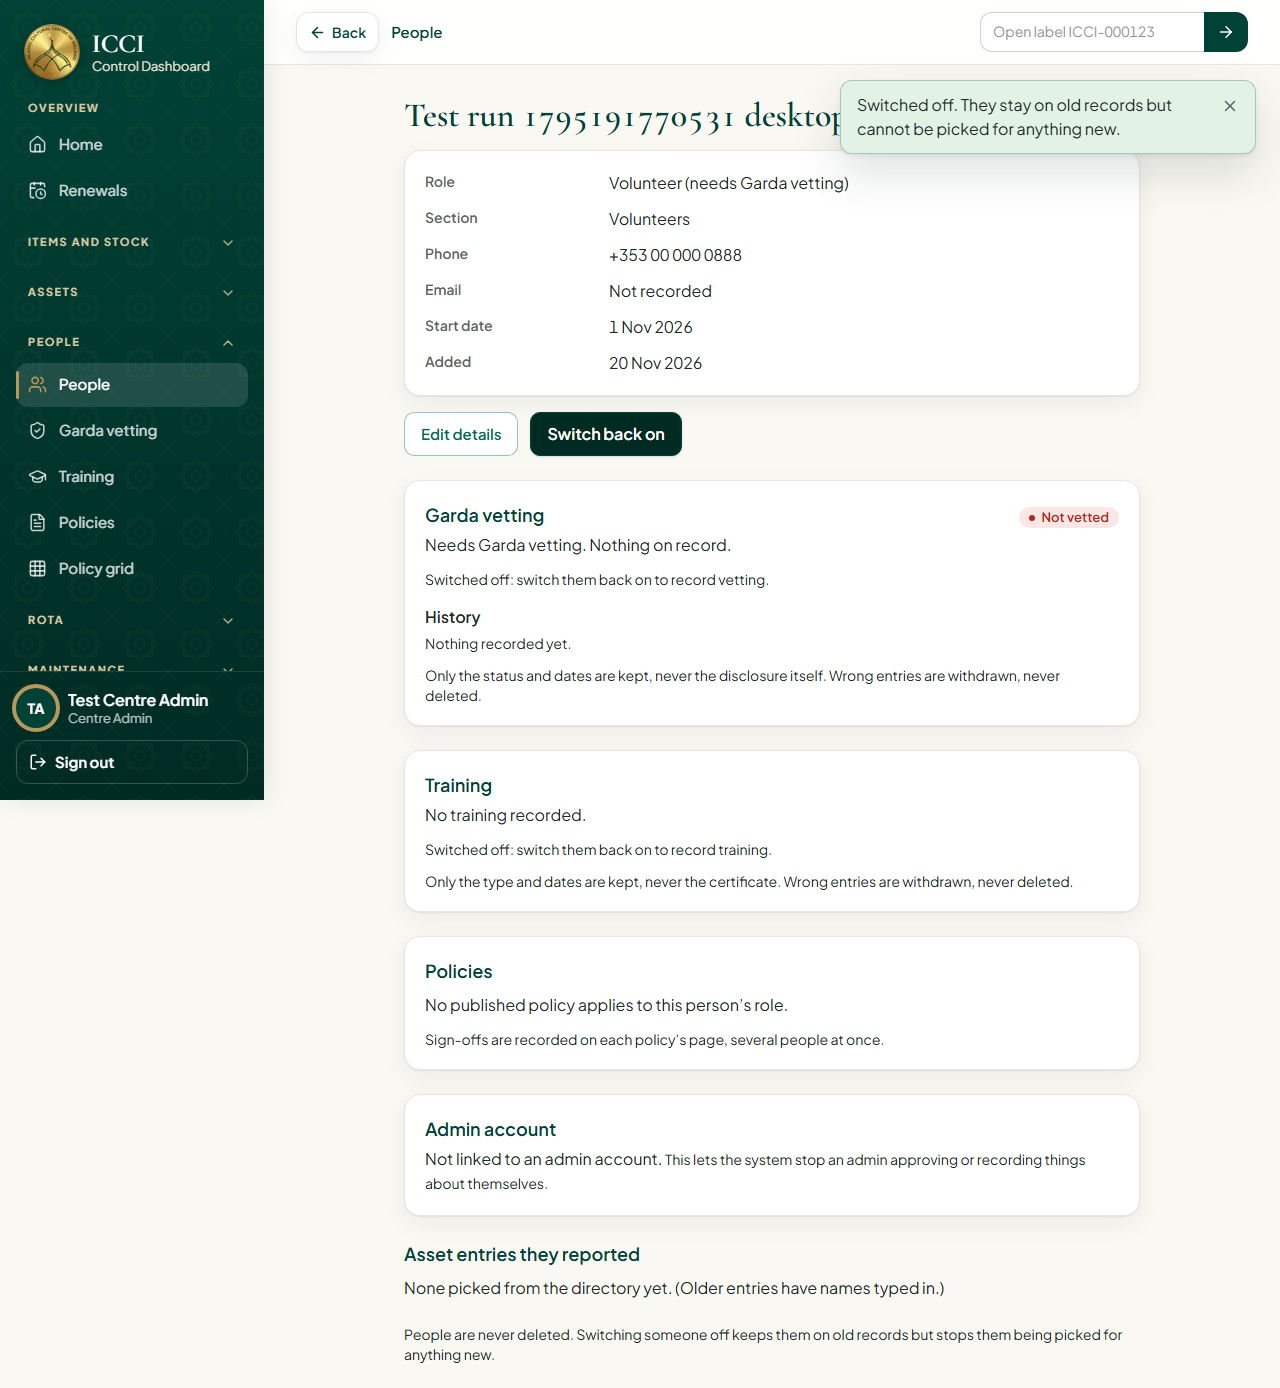 ICCI
Control Dashboard
OVERVIEW
Home
Renewals
ITEMS AND STOCK
ASSETS
PEOPLE
People
Garda vetting
Training
Policies
Policy grid
ROTA
MAINTENANCE
TA
Test Centre Admin
Centre Admin
Sign out
Back
People
Open label ICCI-000123
Test run 1795191770531 desktop
Switched off. They stay on old records but
cannot be picked for anything new.
Role
Volunteer (needs Garda vetting)
Section
Volunteers
Phone
+353 00 000 0888
Email
Not recorded
Start date
1 Nov 2026
Added
20 Nov 2026
Edit details
Switch back on
Garda vetting
Not vetted
Needs Garda vetting. Nothing on record.
Switched off: switch them back on to record vetting.
History
Nothing recorded yet.
Only the status and dates are kept, never the disclosure itself. Wrong entries are withdrawn, never
deleted.
Training
No training recorded.
Switched off: switch them back on to record training.
Only the type and dates are kept, never the certificate. Wrong entries are withdrawn, never deleted.
Policies
No published policy applies to this person’s role.
Sign-offs are recorded on each policy’s page, several people at once.
Admin account
Not linked to an admin account. This lets the system stop an admin approving or recording things
about themselves.
Asset entries they reported
None picked from the directory yet. (Older entries have names typed in.)
People are never deleted. Switching someone off keeps them on old records but stops them being picked for
anything new.